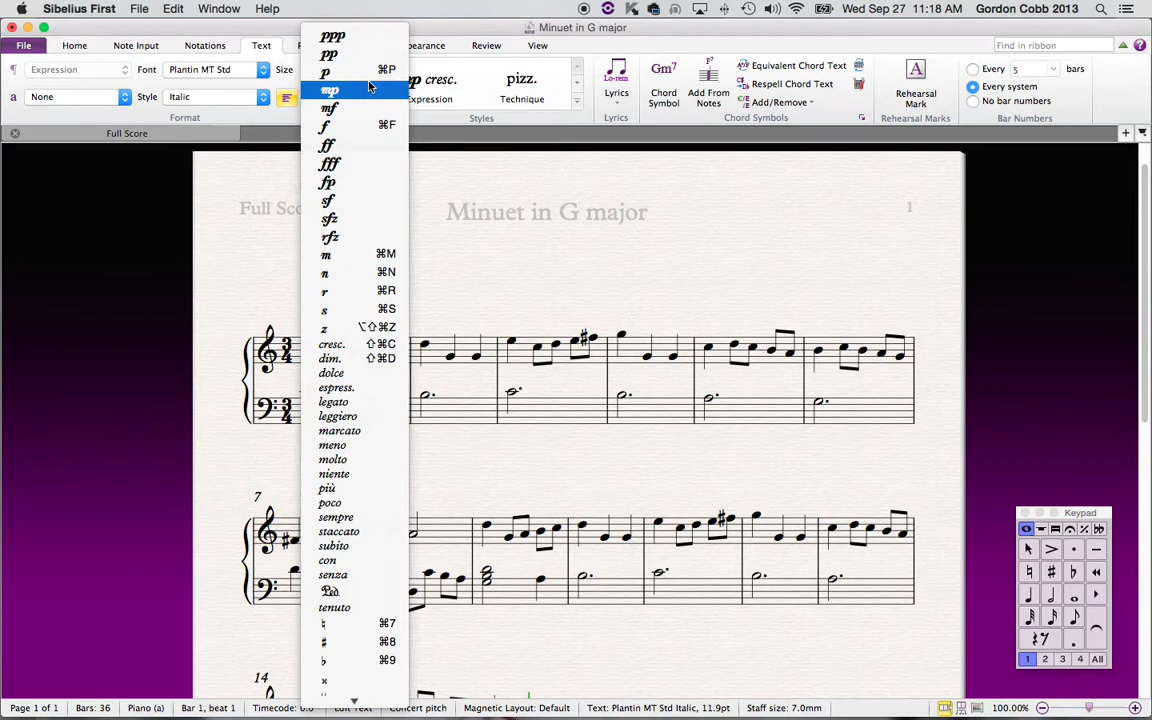 Sibelius First File Edit Window Help Wed Sep 27 11:18 AM Gordon Cobb 2013
Minuet in G major
File Home Note Input Notations Text Appearance Review View Find in ribbon
Expression Font Plantin MT Std Size
None Style Italic
Format
mp cresc. pizz.
Expression Technique
Styles
Lyrics
Lyrics
Gm7
Chord Symbol
Add From Notes
Equivalent Chord Text
Respell Chord Text
Add/Remove
Chord Symbols
A
Rehearsal Mark
Rehearsal Marks
Every 5 bars
Every system
No bar numbers
Bar Numbers
Full Score
ppp
pp
p ⌘P
mp
mf
f ⌘F
ff
fff
fp
sf
sfz
rfz
m ⌘M
n ⌘N
r ⌘R
s ⌘S
z ⌥⇧⌘Z
cresc. ⇧⌘C
dim. ⇧⌘D
dolce
espress.
legato
leggiero
marcato
meno
molto
niente
più
poco
sempre
staccato
subito
con
senza
Ped.
tenuto
♮ ⌘7
♯ ⌘8
♭ ⌘9
Minuet in G major
1
7
14
Keypad
1 2 3 4 All
Page 1 of 1 Bars: 36 Piano (a) Bar 1, beat 1 Timecode: 0.0 Edit Text Concert pitch Magnetic Layout: Default Text: Plantin MT Std Italic, 11.9pt Staff size: 7.0mm 100.00%